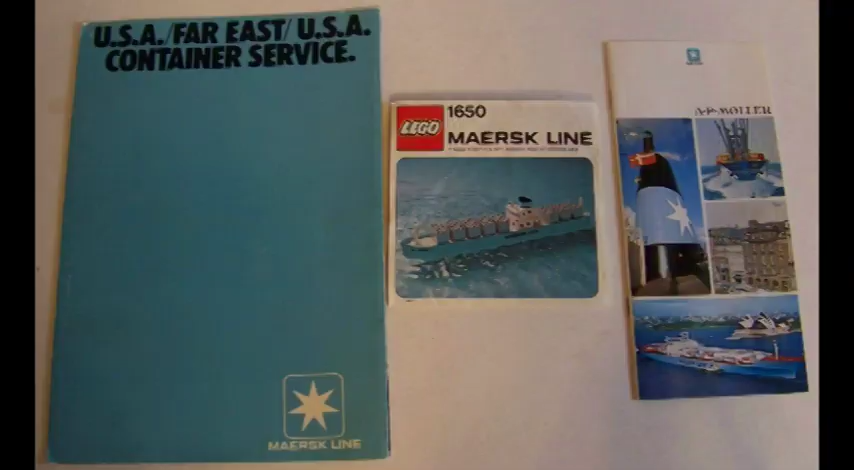 U.S.A./FAR EAST/U.S.A.
CONTAINER SERVICE.
MAERSK LINE
LEGO
1650
MAERSK LINE
A·P·MØLLER